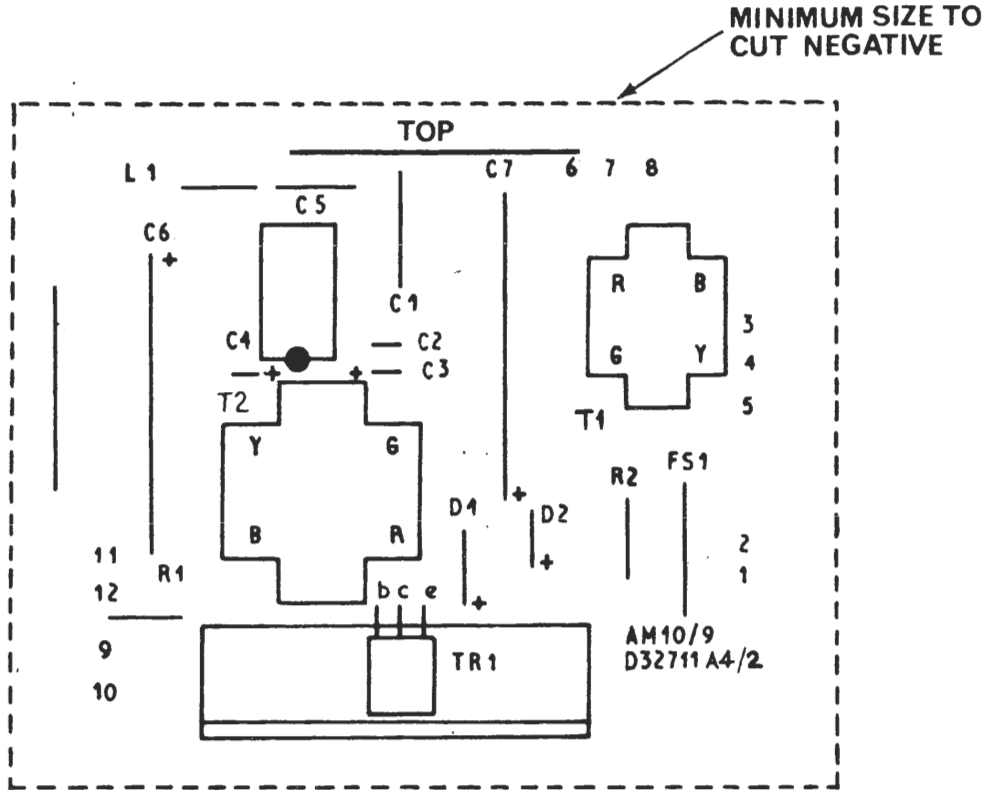 MINIMUM SIZE TO
CUT NEGATIVE
TOP
L 1
C7
6 7 8
C5
C6
+
R B
C1
3
C4
C2
G Y
4
+ +
C3
T2
T1
5
Y G
FS1
R2
+
D1
D2
B R
2
11
+
R1
1
12
b c e
+
AM10/9
9
TR1
D32711 A4/2
10